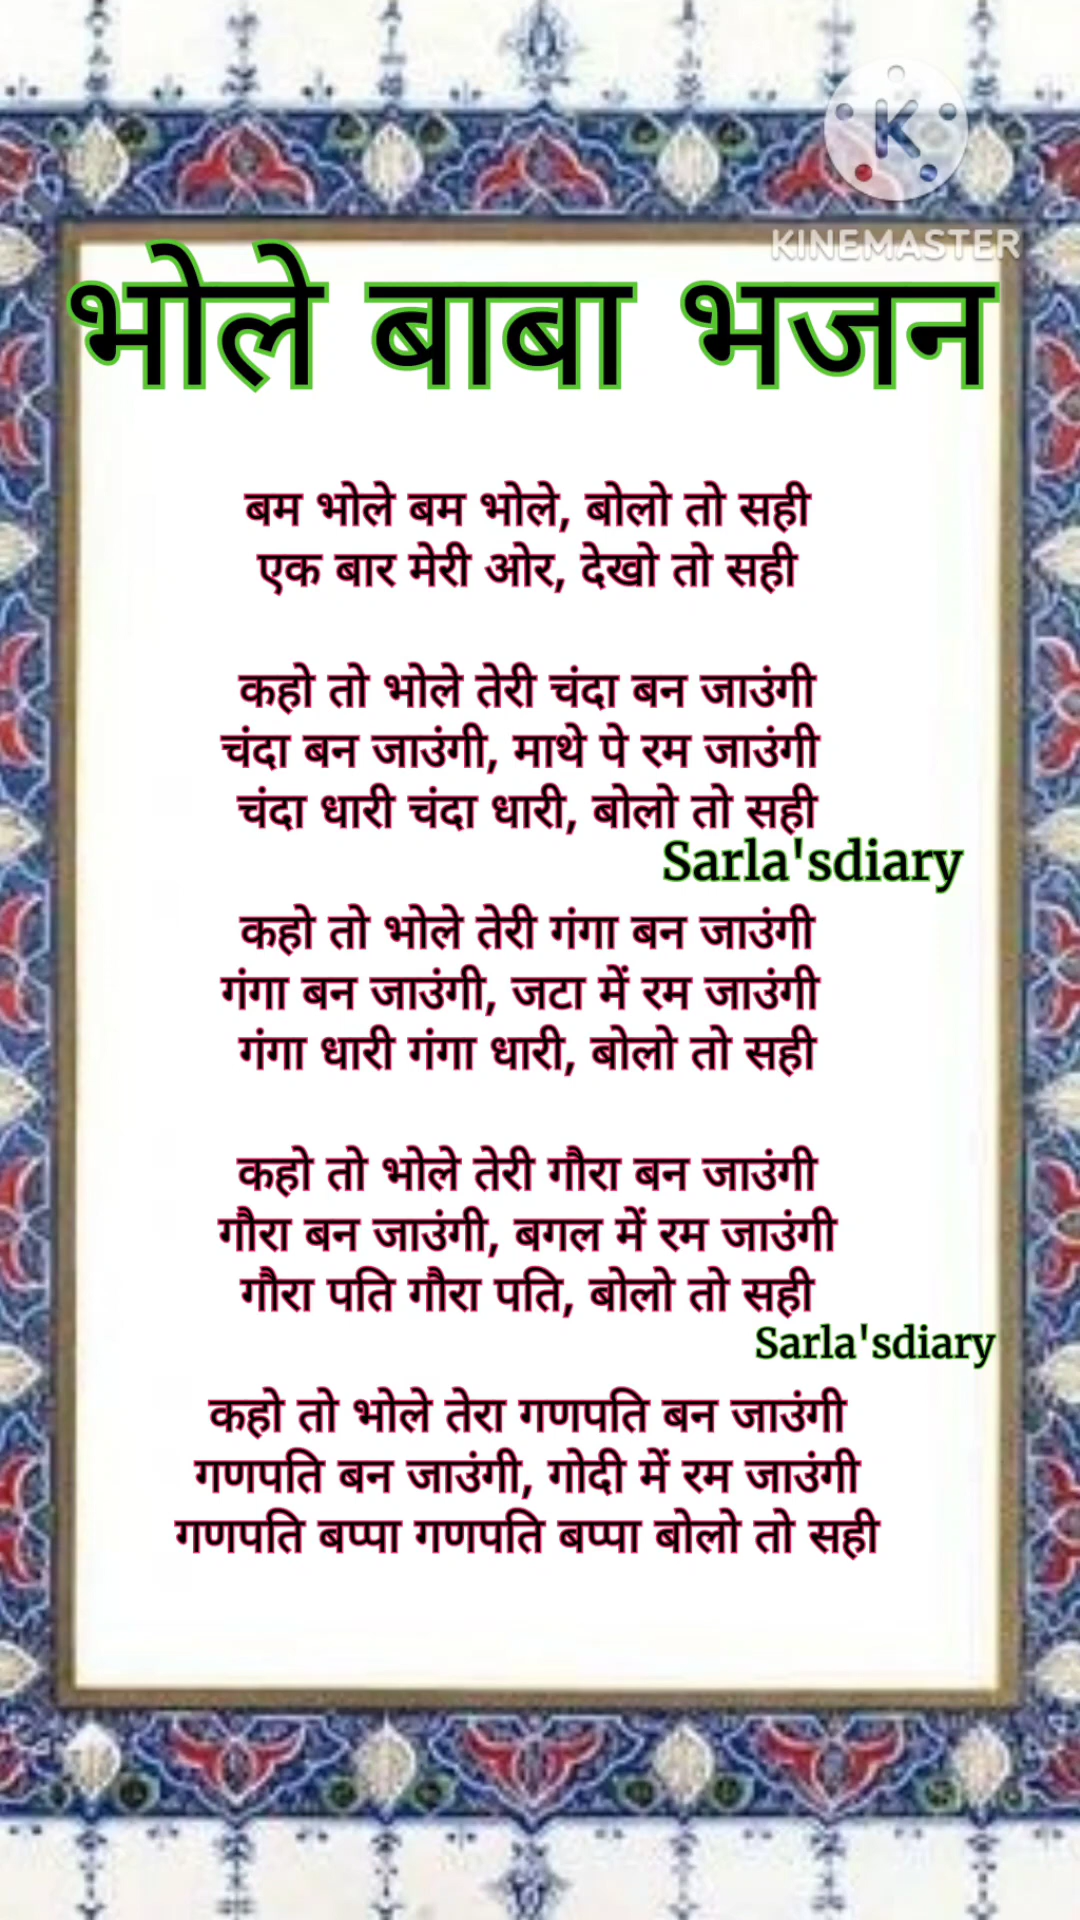 K
KINEMASTER
भोले बाबा भजन
बम भोले बम भोले, बोलो तो सही
एक बार मेरी ओर, देखो तो सही
कहो तो भोले तेरी चंदा बन जाउंगी
चंदा बन जाउंगी, माथे पे रम जाउंगी
चंदा धारी चंदा धारी, बोलो तो सही
Sarla'sdiary
कहो तो भोले तेरी गंगा बन जाउंगी
गंगा बन जाउंगी, जटा में रम जाउंगी
गंगा धारी गंगा धारी, बोलो तो सही
कहो तो भोले तेरी गौरा बन जाउंगी
गौरा बन जाउंगी, बगल में रम जाउंगी
गौरा पति गौरा पति, बोलो तो सही
Sarla'sdiary
कहो तो भोले तेरा गणपति बन जाउंगी
गणपति बन जाउंगी, गोदी में रम जाउंगी
गणपति बप्पा गणपति बप्पा बोलो तो सही